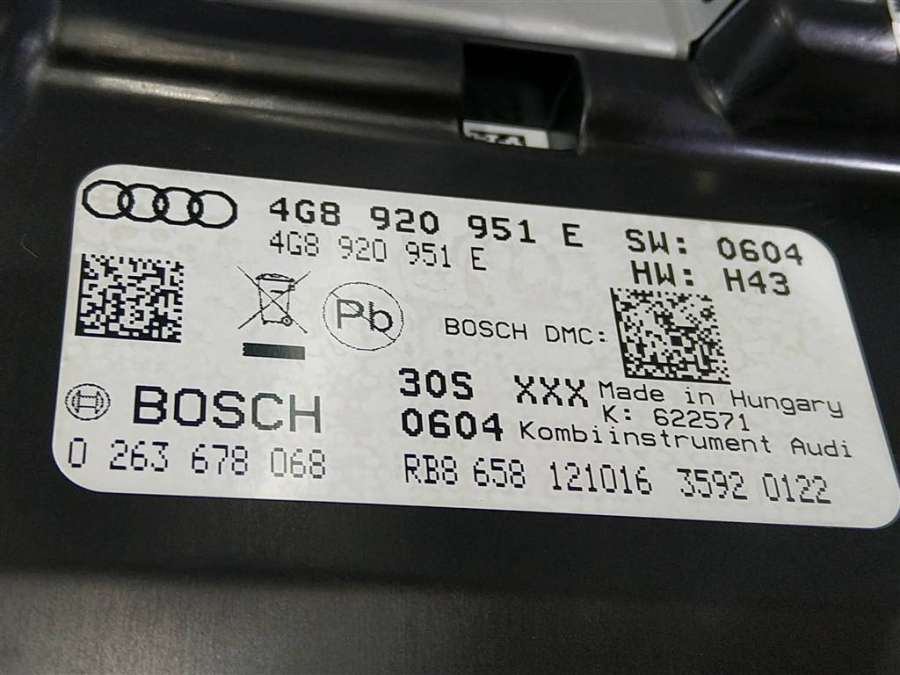 4G8 920 951 E
SW: 0604
4G8 920 951 E
HW: H43
Pb
BOSCH DMC:
30S XXX
Made in Hungary
K: 622571
BOSCH
0604
Kombiinstrument Audi
0 263 678 068
RB8 658 121016 3592 0122